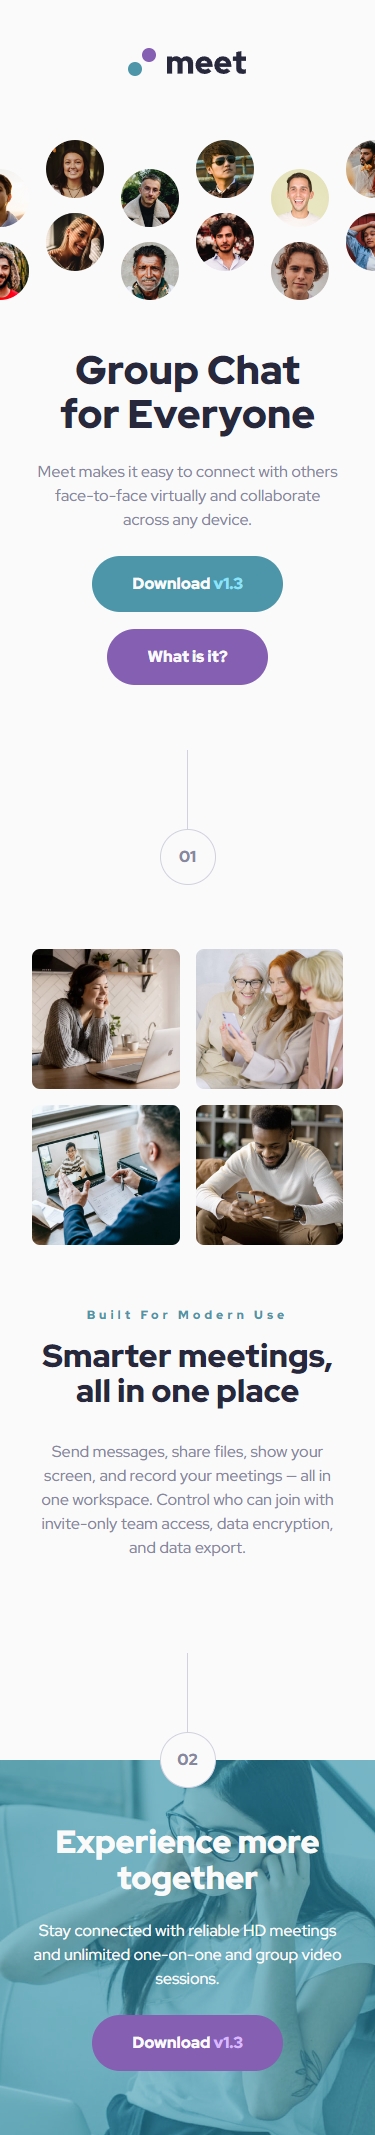 meet
Group Chat
for Everyone
Meet makes it easy to connect with others
face-to-face virtually and collaborate
across any device.
Download v1.3
What is it?
01
Built For Modern Use
Smarter meetings,
all in one place
Send messages, share files, show your
screen, and record your meetings — all in
one workspace. Control who can join with
invite-only team access, data encryption,
and data export.
02
Experience more
together
Stay connected with reliable HD meetings
and unlimited one-on-one and group video
sessions.
Download v1.3